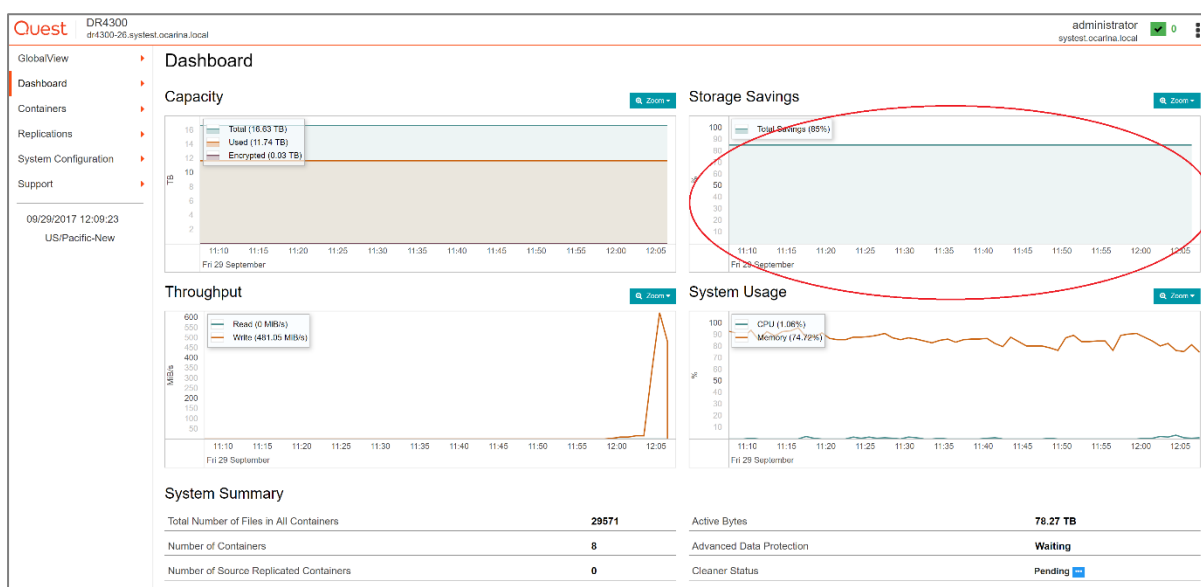 Quest
DR4300
dr4300-26.systest.ocarina.local
administrator
systest.ocarina.local
0
GlobalView
Dashboard
Containers
Replications
System Configuration
Support
09/29/2017 12:09:23
US/Pacific-New
Dashboard
Capacity
Zoom
Total (16.63 TB)
Used (11.74 TB)
Encrypted (0.03 TB)
16
14
12
10
8
6
4
2
TB
11:10 11:15 11:20 11:25 11:30 11:35 11:40 11:45 11:50 11:55 12:00 12:05
Fri 29 September
Storage Savings
Zoom
Total Savings (85%)
100
90
80
70
60
50
40
30
20
10
%
11:10 11:15 11:20 11:25 11:30 11:35 11:40 11:45 11:50 11:55 12:00 12:05
Fri 29 September
Throughput
Zoom
Read (0 MiB/s)
Write (481.05 MiB/s)
600
550
500
450
400
350
300
250
200
150
100
50
MiB/s
11:10 11:15 11:20 11:25 11:30 11:35 11:40 11:45 11:50 11:55 12:00 12:05
Fri 29 September
System Usage
Zoom
CPU (1.06%)
Memory (74.72%)
100
90
80
70
60
50
40
30
20
10
%
11:10 11:15 11:20 11:25 11:30 11:35 11:40 11:45 11:50 11:55 12:00 12:05
Fri 29 September
System Summary
Total Number of Files in All Containers 29571
Number of Containers 8
Number of Source Replicated Containers 0
Active Bytes 78.27 TB
Advanced Data Protection Waiting
Cleaner Status Pending